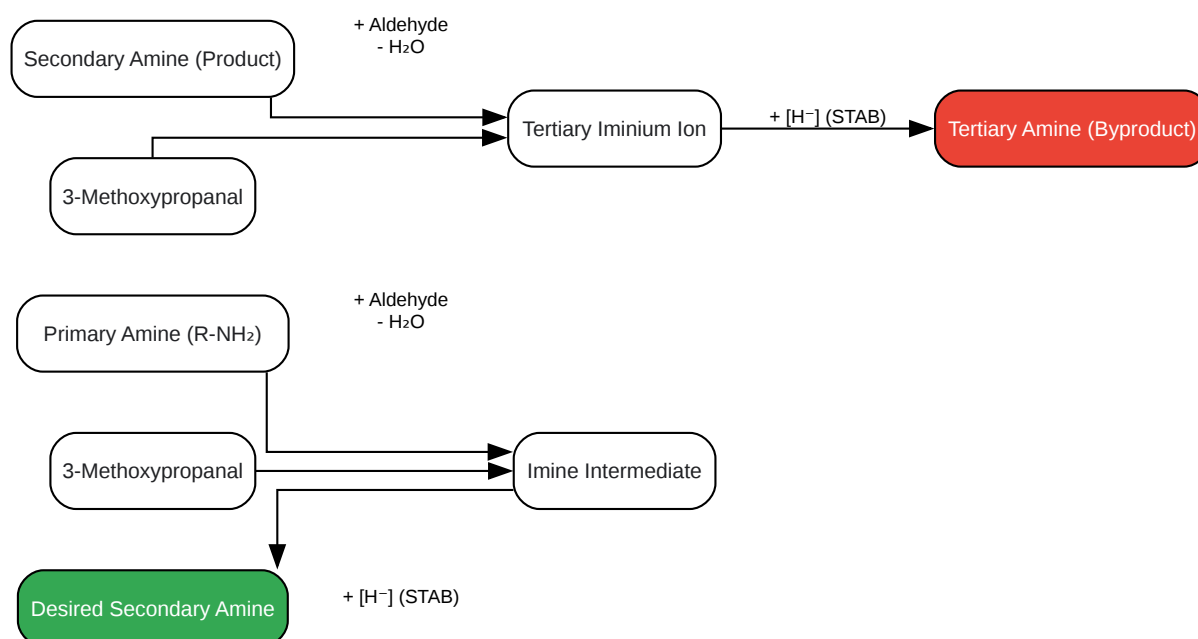 + Aldehyde
- H₂O
Secondary Amine (Product)
Tertiary Iminium Ion
+ [H⁻] (STAB)
Tertiary Amine (Byproduct)
3-Methoxypropanal
+ Aldehyde
- H₂O
Primary Amine (R-NH₂)
3-Methoxypropanal
Imine Intermediate
Desired Secondary Amine
+ [H⁻] (STAB)